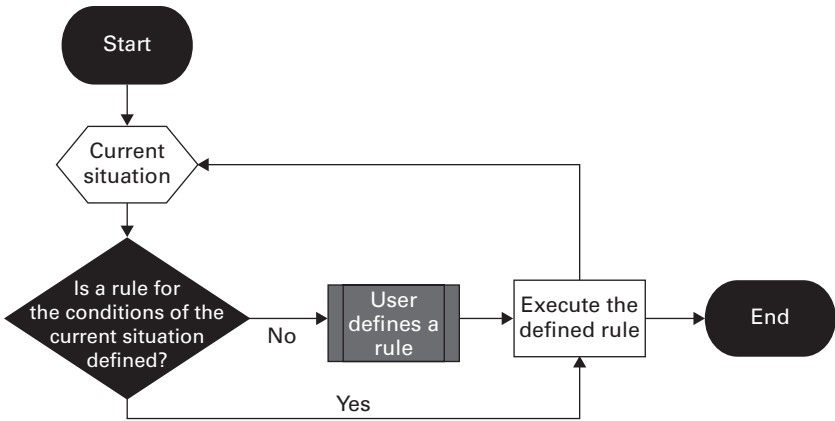 Start
Current
situation
Is a rule for
the conditions of the
current situation
defined?
No
User
defines a
rule
Execute the
defined rule
End
Yes